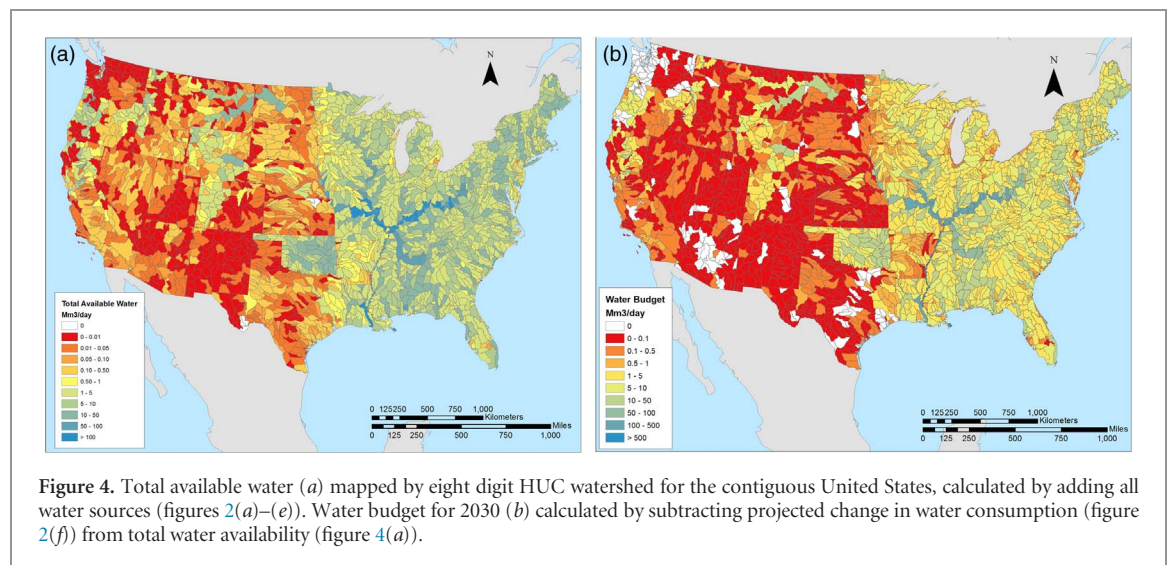 (a)
N
Total Available Water
Mm3/day
0
0 - 0.01
0.01 - 0.05
0.05 - 0.10
0.10 - 0.50
0.50 - 1
1 - 5
5 - 10
10 - 50
50 - 100
> 100
0 125250 500 750 1,000
Kilometers
Miles
0 125 250 500 750 1,000
(b)
N
Water Budget
Mm3/day
0
0 - 0.1
0.1 - 0.5
0.5 - 1
1 - 5
5 - 10
10 - 50
50 - 100
100 - 500
> 500
0 125250 500 750 1,000
Kilometers
Miles
0 125 250 500 750 1,000
Figure 4. Total available water (a) mapped by eight digit HUC watershed for the contiguous United States, calculated by adding all
water sources (figures 2(a)–(e)). Water budget for 2030 (b) calculated by subtracting projected change in water consumption (figure
2(f)) from total water availability (figure 4(a)).